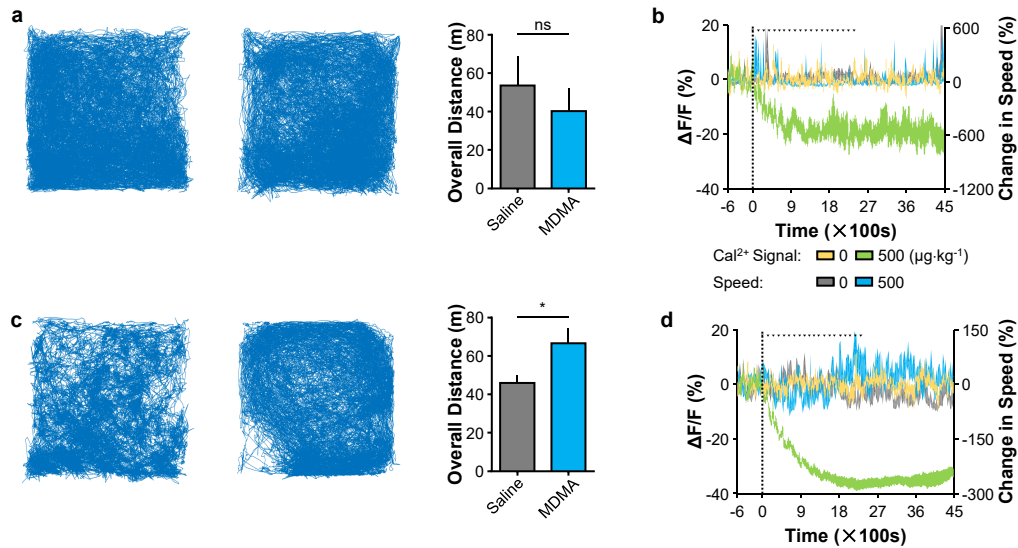 a
Overall Distance (m)
80
60
40
20
0
ns
Saline
MDMA
b
ΔF/F (%)
20
0
-20
-40
600
0
-600
-1200
Change in Speed (%)
-6 0 9 18 27 36 45
Time (×100s)
Cal²⁺ Signal: 0 500 (μg·kg⁻¹)
Speed: 0 500
c
Overall Distance (m)
80
60
40
20
0
*
Saline
MDMA
d
ΔF/F (%)
20
0
-20
-40
150
0
-150
-300
Change in Speed (%)
-6 0 9 18 27 36 45
Time (×100s)